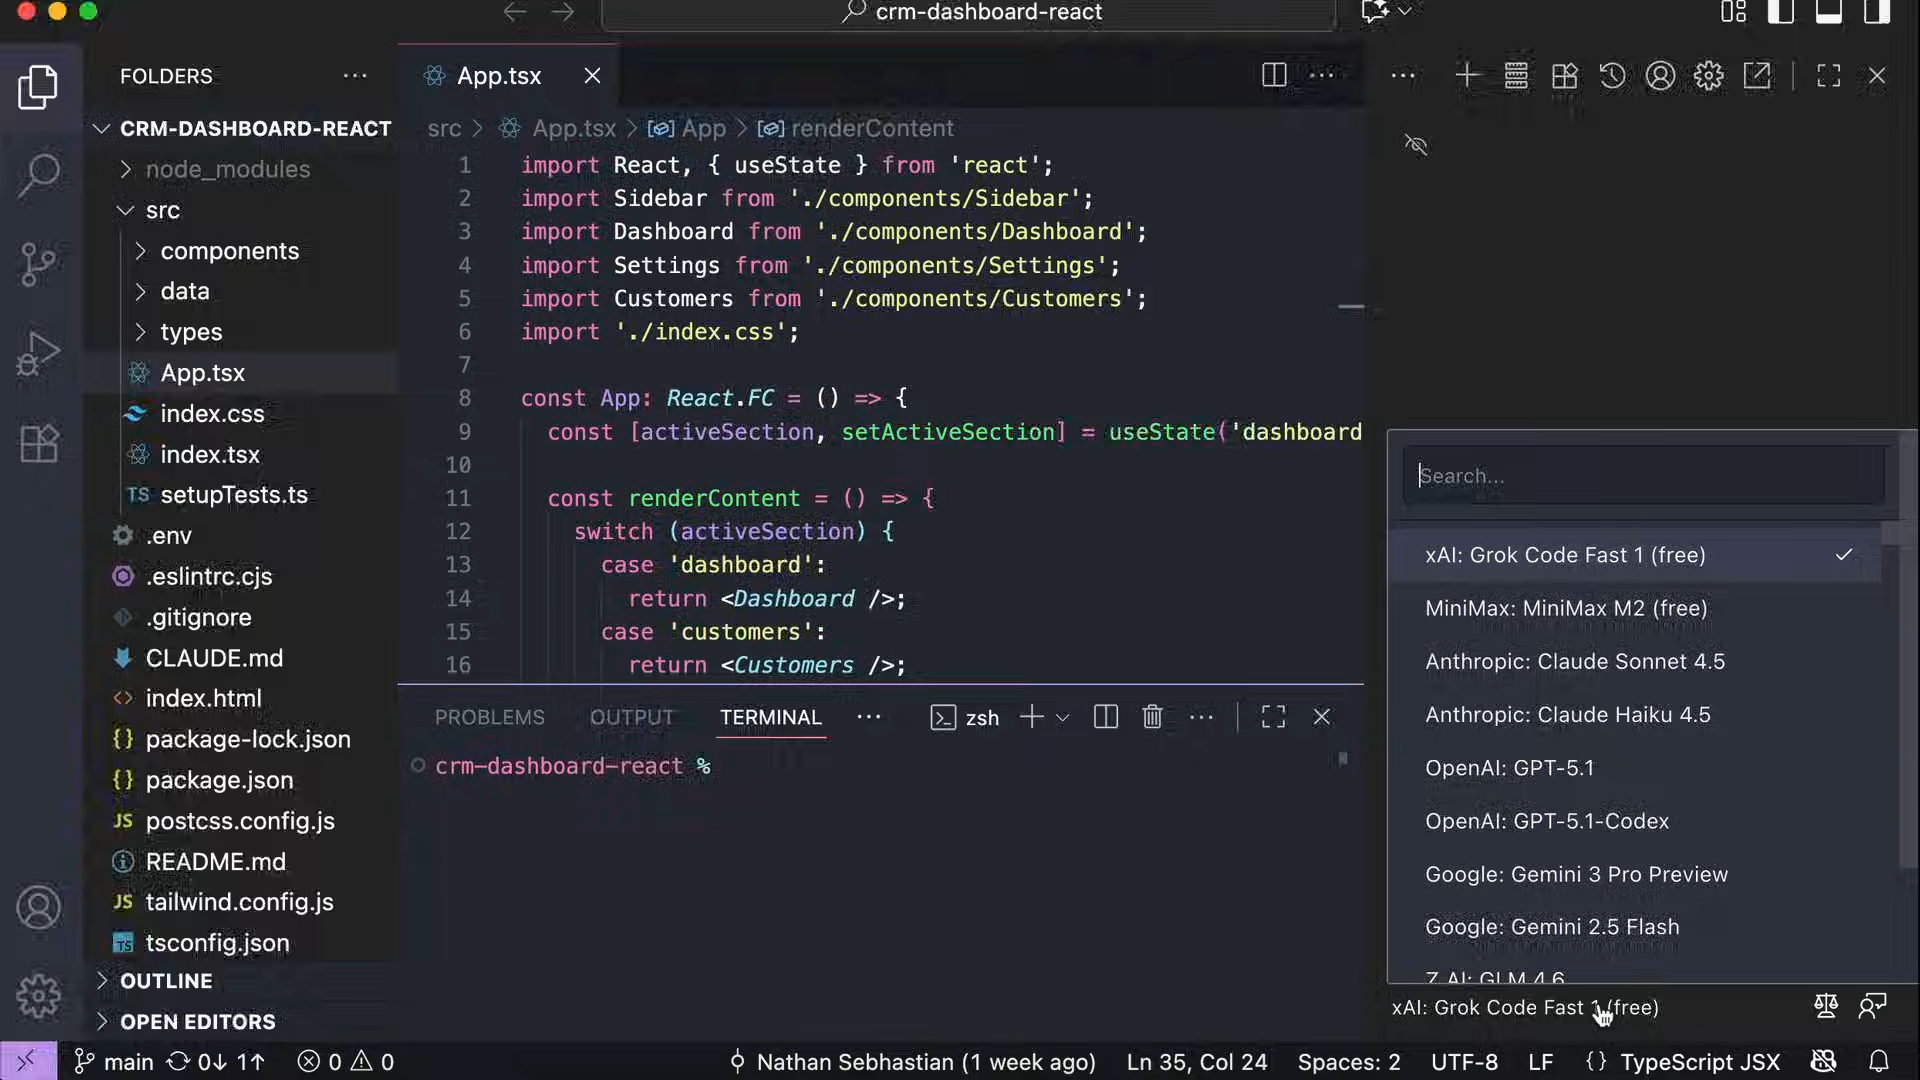 crm-dashboard-react
FOLDERS
CRM-DASHBOARD-REACT
node_modules
src
components
data
types
App.tsx
index.css
index.tsx
TS setupTests.ts
.env
.eslintrc.cjs
.gitignore
CLAUDE.md
index.html
{} package-lock.json
{} package.json
JS postcss.config.js
README.md
JS tailwind.config.js
TS tsconfig.json
OUTLINE
OPEN EDITORS
App.tsx
src > App.tsx > App > renderContent
1 import React, { useState } from 'react';
2 import Sidebar from './components/Sidebar';
3 import Dashboard from './components/Dashboard';
4 import Settings from './components/Settings';
5 import Customers from './components/Customers';
6 import './index.css';
7
8 const App: React.FC = () => {
9 const [activeSection, setActiveSection] = useState('dashboard
10
11 const renderContent = () => {
12 switch (activeSection) {
13 case 'dashboard':
14 return <Dashboard />;
15 case 'customers':
16 return <Customers />;
PROBLEMS OUTPUT TERMINAL
zsh
crm-dashboard-react %
Search...
xAI: Grok Code Fast 1 (free)
MiniMax: MiniMax M2 (free)
Anthropic: Claude Sonnet 4.5
Anthropic: Claude Haiku 4.5
OpenAI: GPT-5.1
OpenAI: GPT-5.1-Codex
Google: Gemini 3 Pro Preview
Google: Gemini 2.5 Flash
Z.AI: GLM 4.6
xAI: Grok Code Fast 1 (free)
main 0↓ 1↑ 0 0 Nathan Sebhastian (1 week ago) Ln 35, Col 24 Spaces: 2 UTF-8 LF {} TypeScript JSX